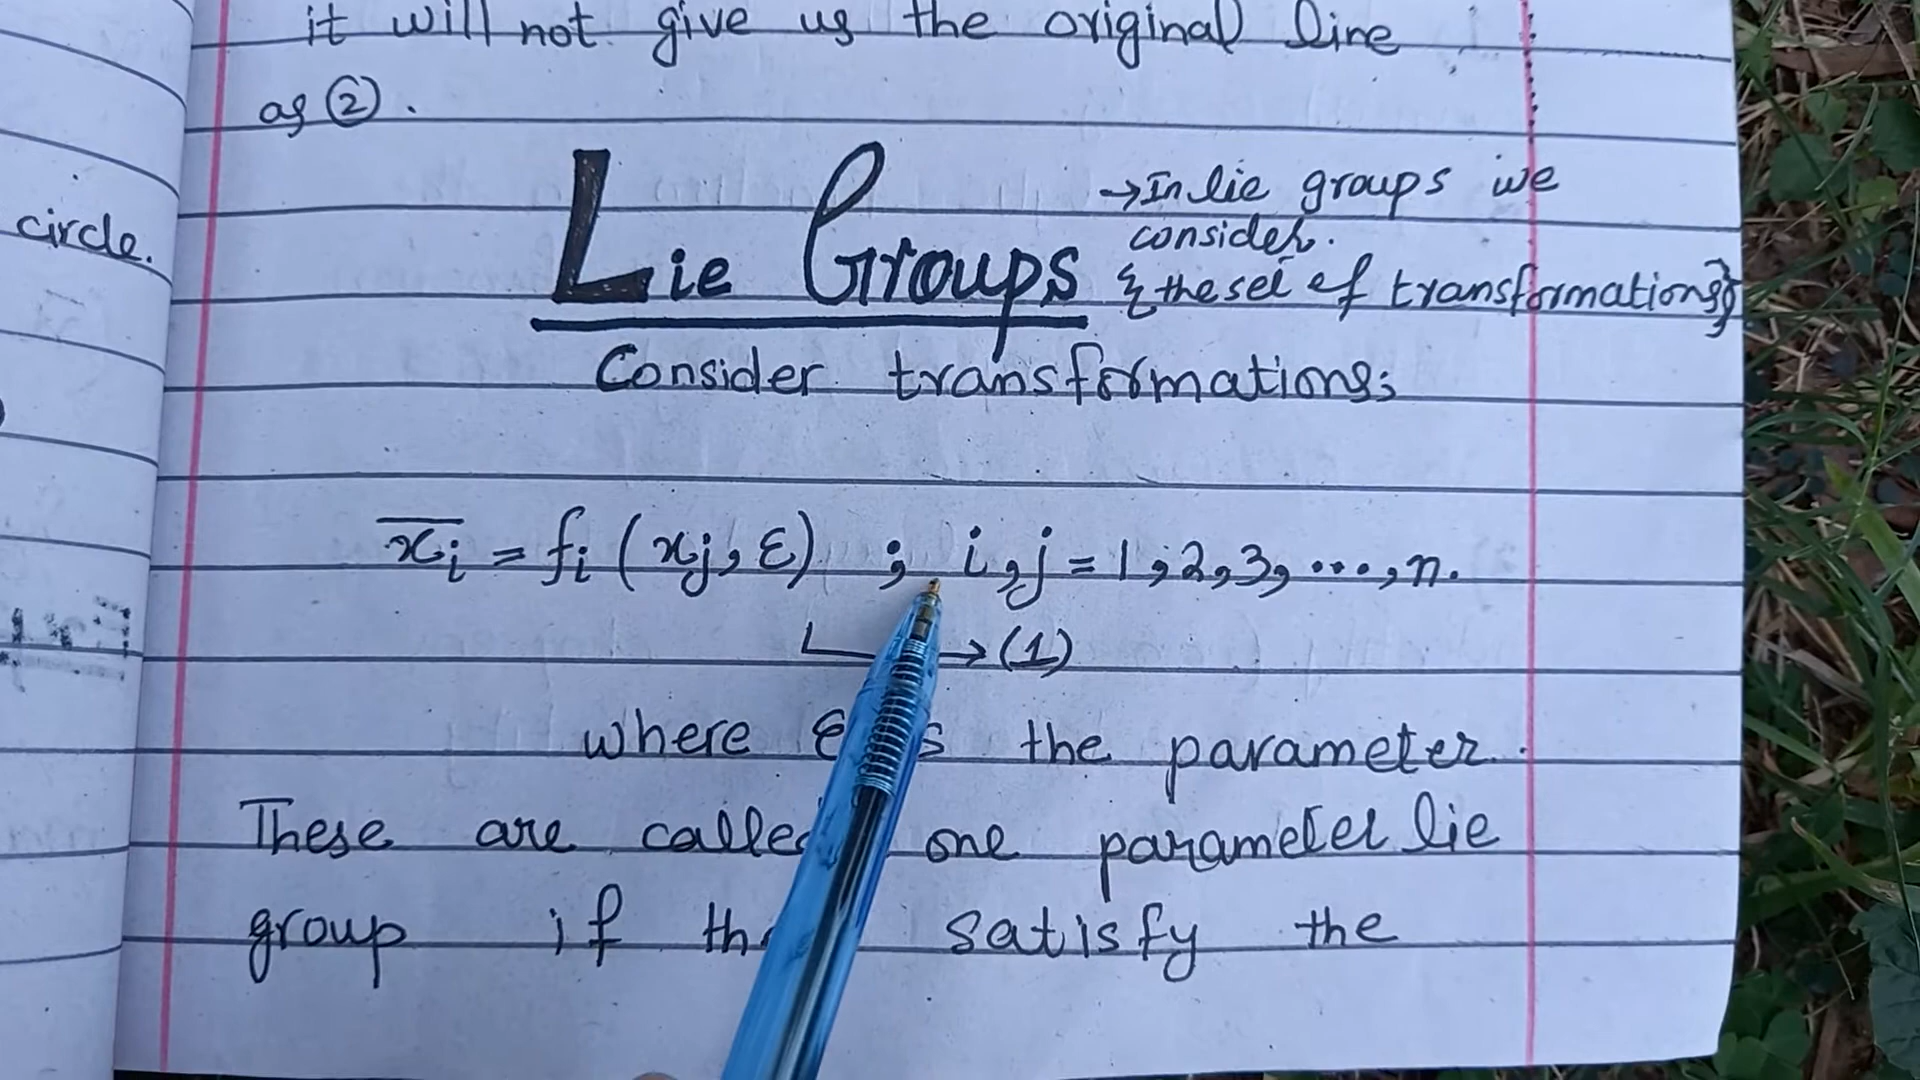 it will not give us the original line
as ②.
circle.
Lie Groups
→In lie groups we
consider.
{ the set of transformations}
Consider transformations;
x̄i = fi (xj, ε) ; i,j = 1,2,3, ..., n.
→ (1)
where ε is the parameter.
These are called one parameter lie
group if satisfy the